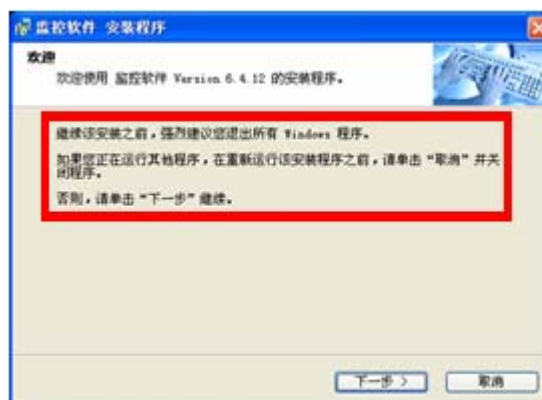 监控软件 安装程序
欢迎
欢迎使用 监控软件 Version 6.4.12 的安装程序。
继续该安装之前，强烈建议您退出所有 Windows 程序。
如果您正在运行其他程序，在重新运行该安装程序之前，请单击“取消”并关
闭程序。
否则，请单击“下一步”继续。
下一步 >
取消